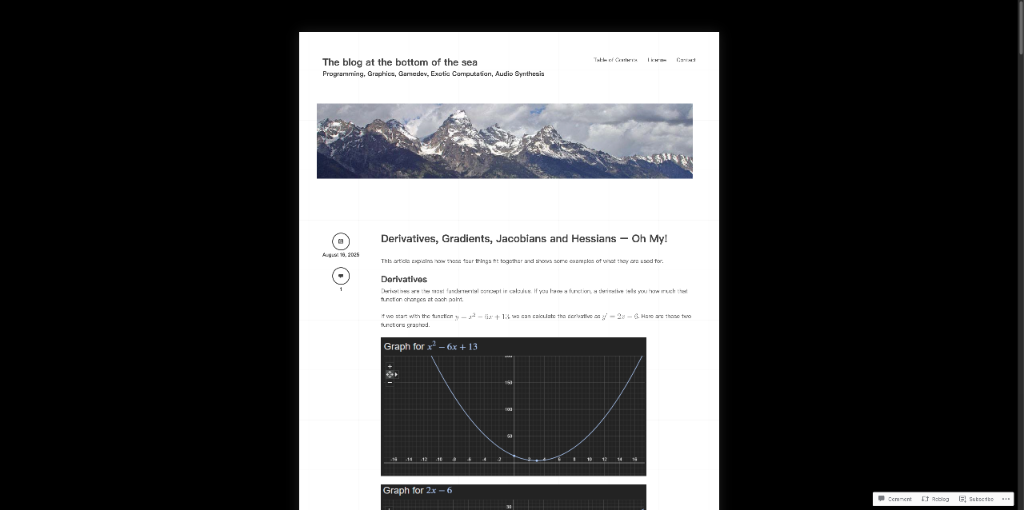 The blog at the bottom of the sea
Programming, Graphics, Gamedev, Exotic Computation, Audio Synthesis
Table of Contents License Contact
August 16, 2025
1
Derivatives, Gradients, Jacobians and Hessians – Oh My!
This article explains how these four things fit together and shows some examples of what they are used for.
Derivatives
Derivatives are the most fundamental concept in calculus. If you have a function, a derivative tells you how much that
function changes at each point.
If we start with the function y = x² − 6x + 13, we can calculate the derivative as y′ = 2x − 6. Here are those two
functions graphed.
Graph for x² − 6x + 13
150
100
50
-16 -14 -12 -10 -8 -6 -4 -2 2 4 6 8 10 12 14 16
Graph for 2x − 6
30
Comment Reblog Subscribe